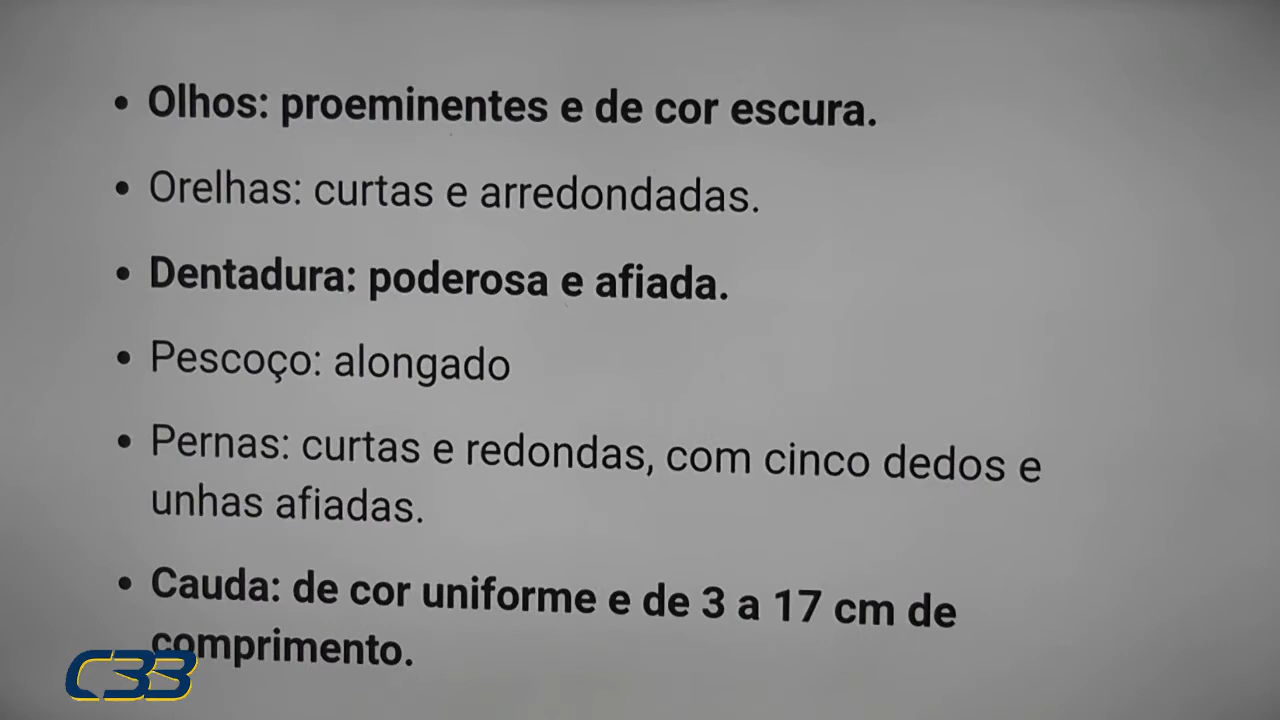 • Olhos: proeminentes e de cor escura.
• Orelhas: curtas e arredondadas.
• Dentadura: poderosa e afiada.
• Pescoço: alongado
• Pernas: curtas e redondas, com cinco dedos e
unhas afiadas.
• Cauda: de cor uniforme e de 3 a 17 cm de
comprimento.
C33